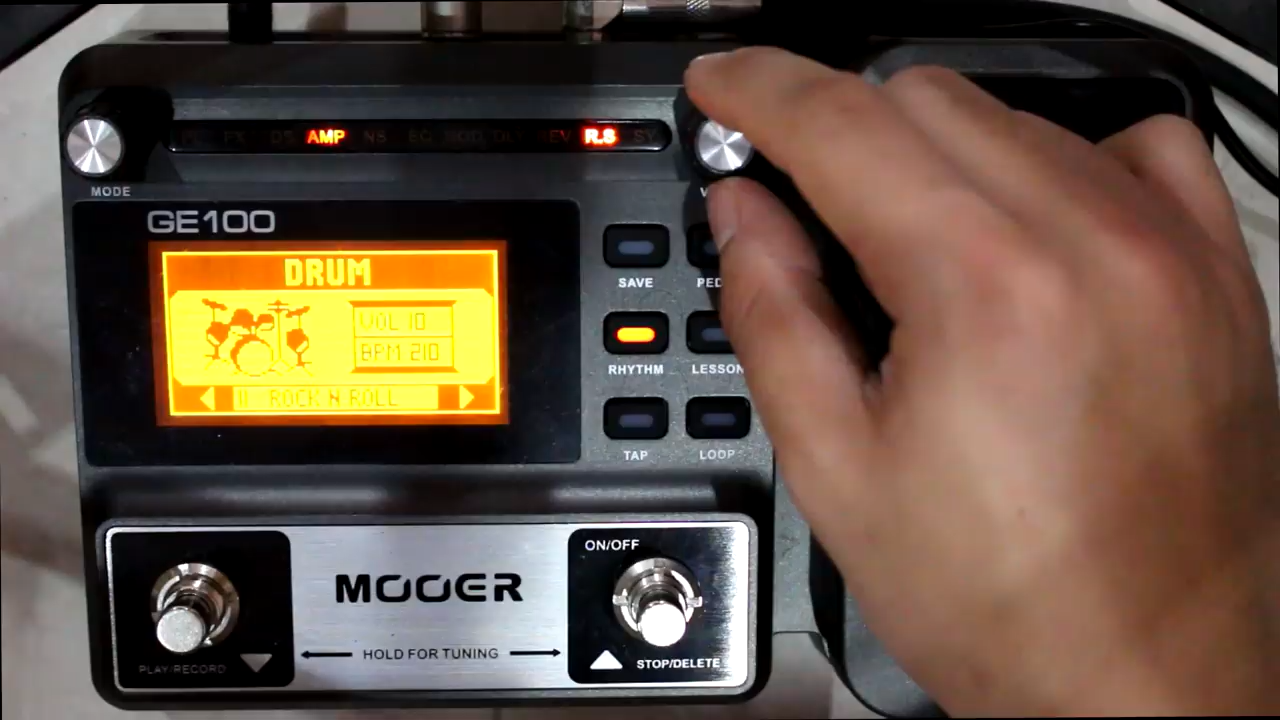 AMP
R.S
MODE
GE100
DRUM
VOL 10
BPM 210
ROCK N ROLL
SAVE
PED
RHYTHM
LESSON
TAP
LOOP
ON/OFF
MOOER
HOLD FOR TUNING
PLAY/RECORD
STOP/DELETE